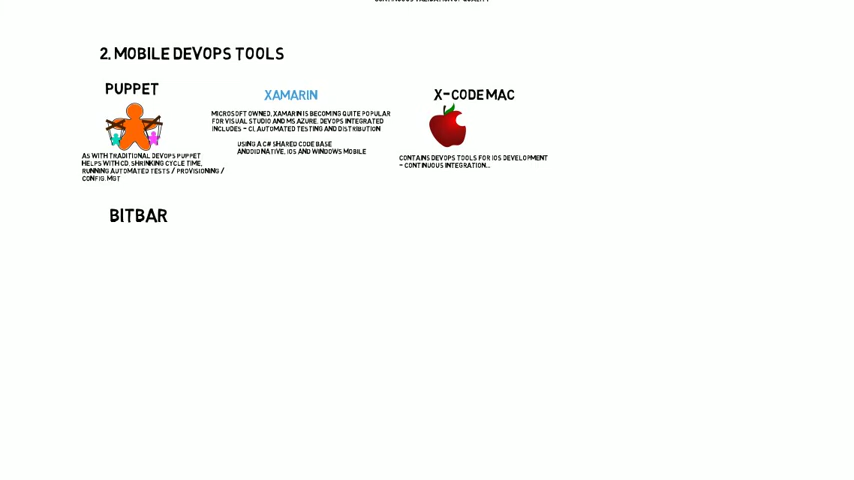 2. MOBILE DEVOPS TOOLS
PUPPET
AS WITH TRADITIONAL DEVOPS PUPPET
HELPS WITH CD, SHRINKING CYCLE TIME,
RUNNING AUTOMATED TESTS / PROVISIONING /
CONFIG. MGT
XAMARIN
MICROSOFT OWNED, XAMARIN IS BECOMING QUITE POPULAR
FOR VISUAL STUDIO AND MS AZURE. DEVOPS INTEGRATED
INCLUDES - CI, AUTOMATED TESTING AND DISTRIBUTION
USING A C# SHARED CODE BASE
ANDOID NATIVE, IOS AND WINDOWS MOBILE
X-CODE MAC
CONTAINS DEVOPS TOOLS FOR IOS DEVELOPMENT
- CONTINUOUS INTEGRATION...
BITBAR